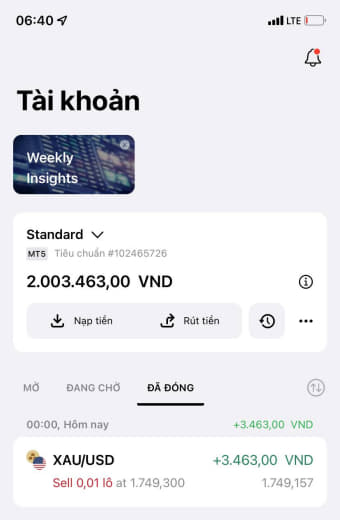 06:40
LTE
Tài khoản
Weekly
Insights
Standard
MT5 Tiêu chuẩn #102465726
2.003.463,00 VND
Nạp tiền Rút tiền
MỞ ĐANG CHỜ ĐÃ ĐÓNG
00:00, Hôm nay +3.463,00 VND
XAU/USD +3.463,00 VND
Sell 0,01 lô at 1.749,300 1.749,157